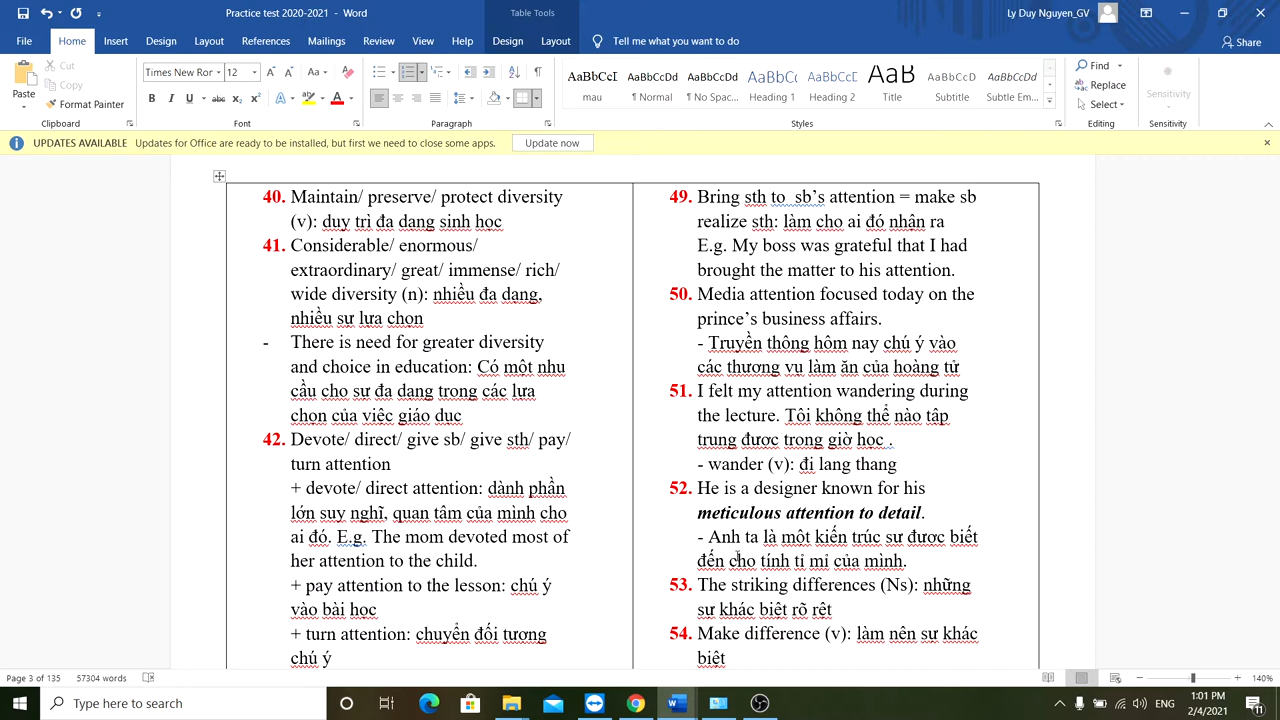 Practice test 2020-2021 - Word
Table Tools
Ly Duy Nguyen_GV
File Home Insert Design Layout References Mailings Review View Help Design Layout Tell me what you want to do Share
Cut
Copy
Format Painter
Paste
Clipboard
Times New Ror 12
Font
Paragraph
AaBbCcI AaBbCcDd AaBbCcDd AaBbC AaBbCcD AaB AaBbCcD AaBbCcDd
mau ¶ Normal ¶ No Spac... Heading 1 Heading 2 Title Subtitle Subtle Em...
Styles
Find
Replace
Select
Editing
Sensitivity
Sensitivity
UPDATES AVAILABLE Updates for Office are ready to be installed, but first we need to close some apps. Update now
40. Maintain/ preserve/ protect diversity
(v): duy trì đa dạng sinh học
41. Considerable/ enormous/
extraordinary/ great/ immense/ rich/
wide diversity (n): nhiều đa dạng,
nhiều sự lựa chọn
- There is need for greater diversity
and choice in education: Có một nhu
cầu cho sự đa dạng trong các lựa
chọn của việc giáo dục
42. Devote/ direct/ give sb/ give sth/ pay/
turn attention
+ devote/ direct attention: dành phần
lớn suy nghĩ, quan tâm của mình cho
ai đó. E.g. The mom devoted most of
her attention to the child.
+ pay attention to the lesson: chú ý
vào bài học
+ turn attention: chuyển đối tượng
chú ý
49. Bring sth to sb's attention = make sb
realize sth: làm cho ai đó nhận ra
E.g. My boss was grateful that I had
brought the matter to his attention.
50. Media attention focused today on the
prince's business affairs.
- Truyền thông hôm nay chú ý vào
các thương vụ làm ăn của hoàng tử
51. I felt my attention wandering during
the lecture. Tôi không thể nào tập
trung được trong giờ học .
- wander (v): đi lang thang
52. He is a designer known for his
meticulous attention to detail.
- Anh ta là một kiến trúc sư được biết
đến cho tính tỉ mỉ của mình.
53. The striking differences (Ns): những
sự khác biệt rõ rệt
54. Make difference (v): làm nên sự khác
biệt
Page 3 of 135 57304 words 140%
Type here to search
ENG
1:01 PM
2/4/2021
11